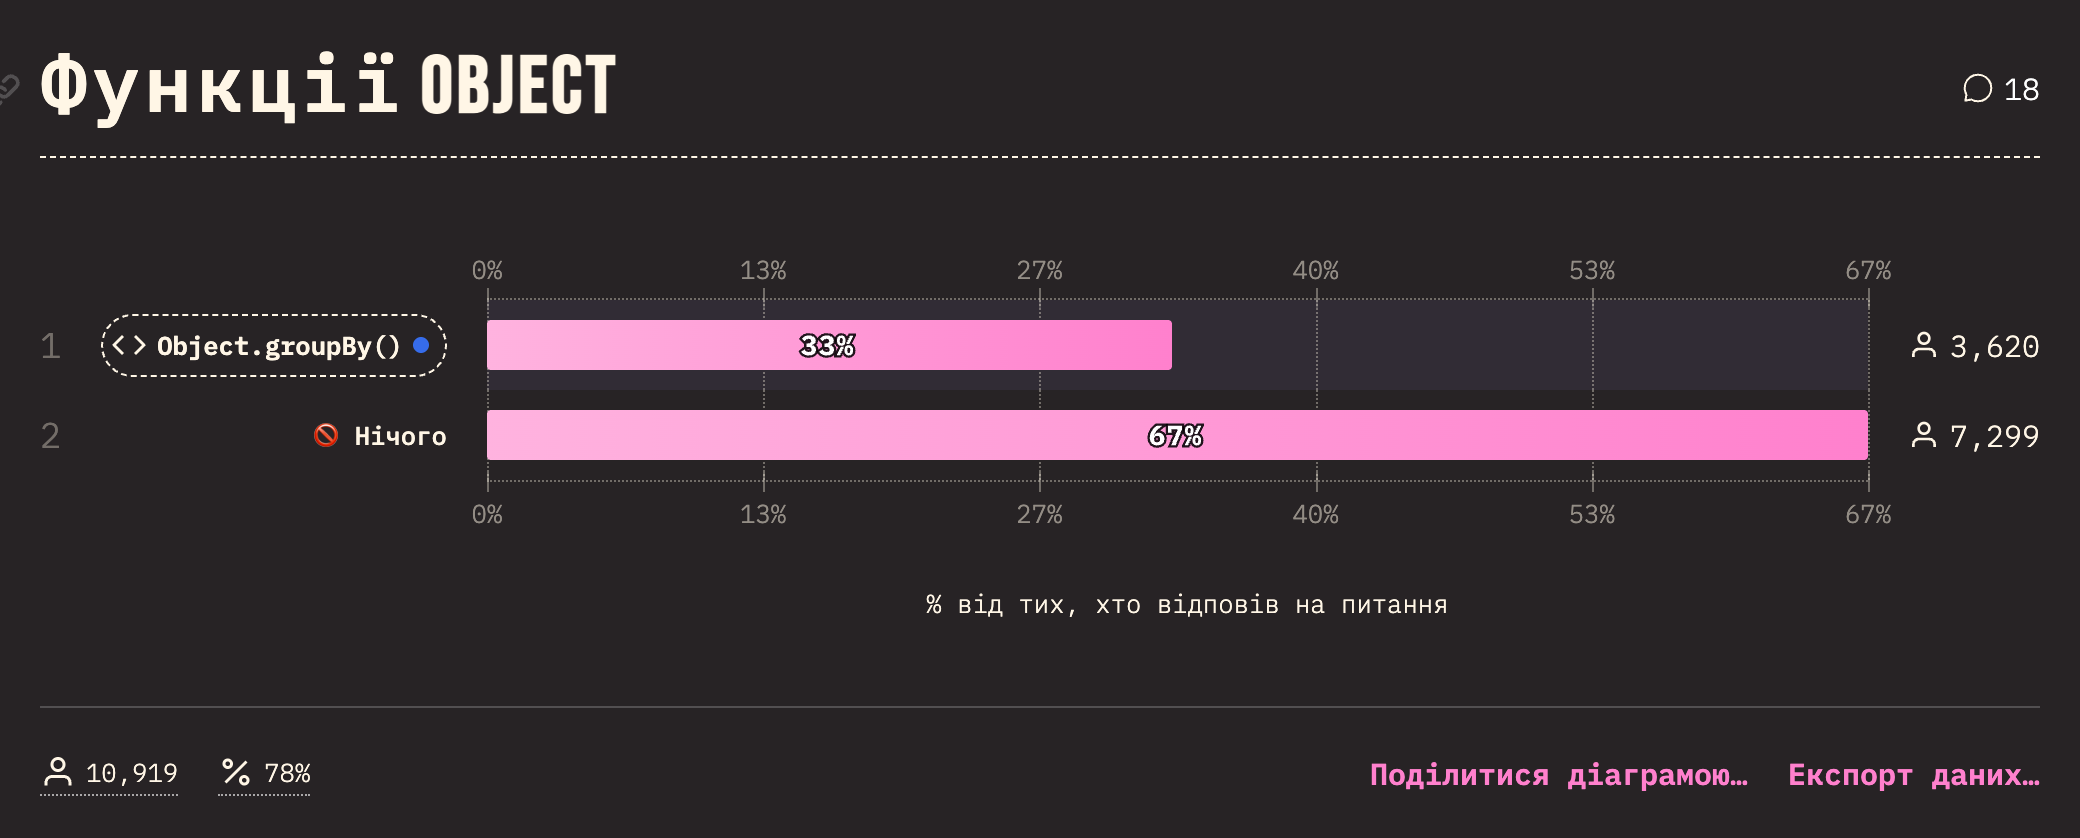 Функції OBJECT
18
0% 13% 27% 40% 53% 67%
1 <> Object.groupBy() 33% 3,620
2 Нічого 67% 7,299
0% 13% 27% 40% 53% 67%
% від тих, хто відповів на питання
10,919 % 78% Поділитися діаграмою… Експорт даних…